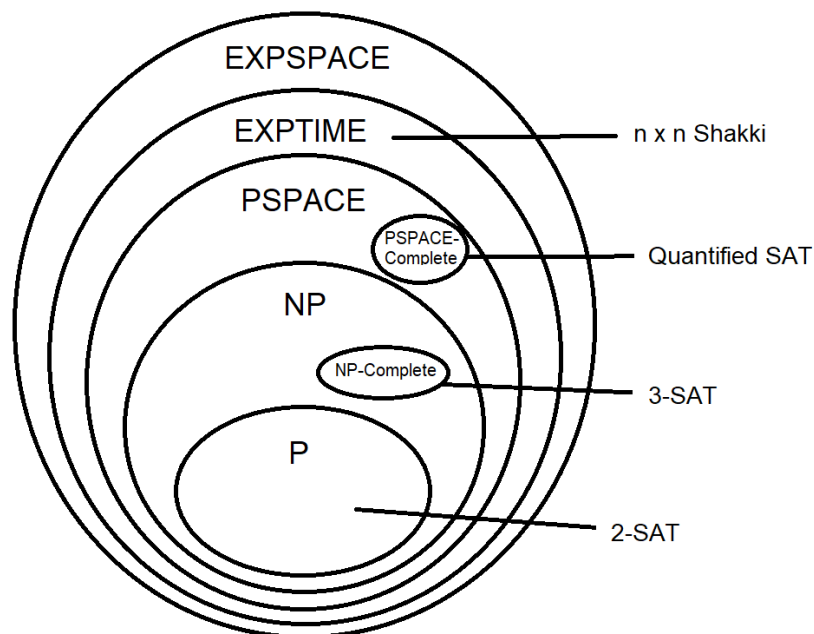 EXPSPACE
EXPTIME
n x n Shakki
PSPACE
PSPACE-
Complete
Quantified SAT
NP
NP-Complete
3-SAT
P
2-SAT